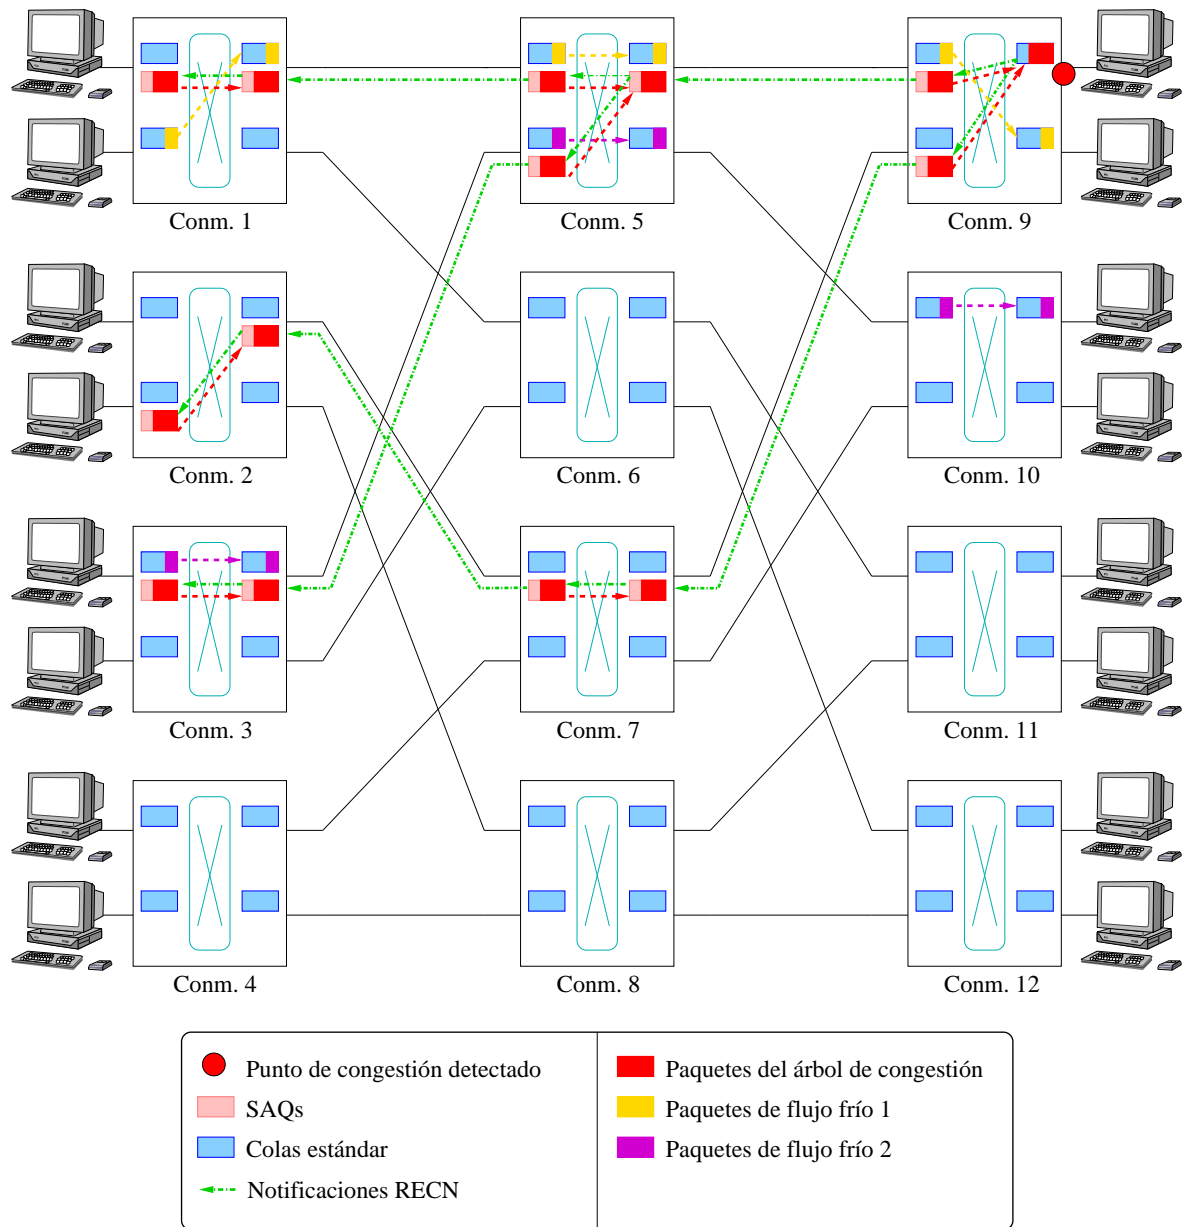 Conm. 1
Conm. 5
Conm. 9
Conm. 2
Conm. 6
Conm. 10
Conm. 3
Conm. 7
Conm. 11
Conm. 4
Conm. 8
Conm. 12
Punto de congestión detectado
SAQs
Colas estándar
Notificaciones RECN
Paquetes del árbol de congestión
Paquetes de flujo frío 1
Paquetes de flujo frío 2